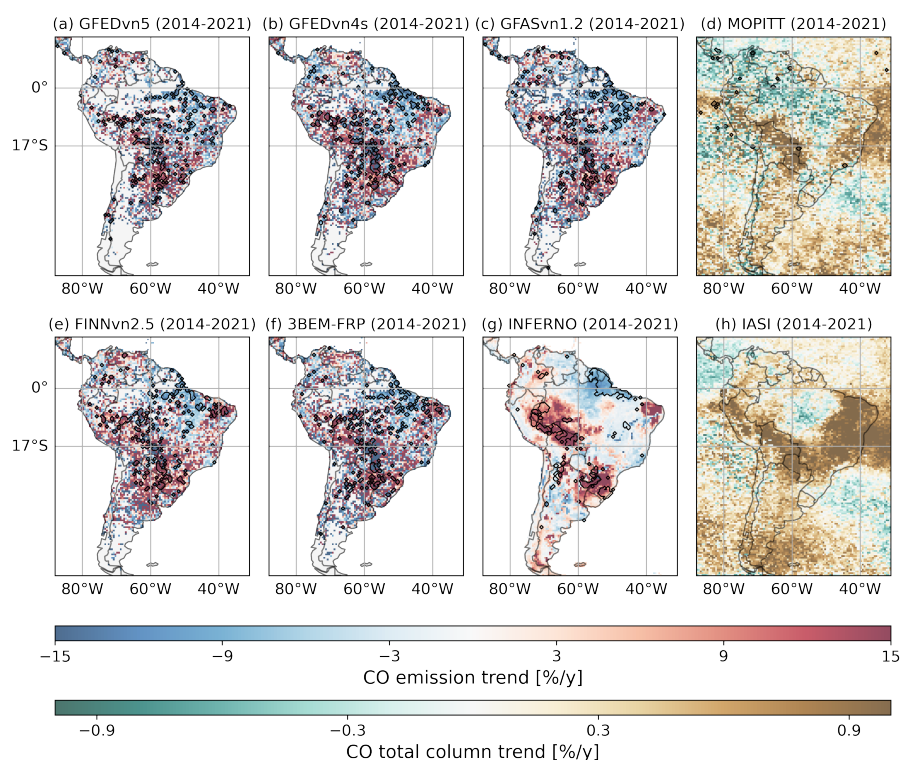 (a) GFEDvn5 (2014-2021) (b) GFEDvn4s (2014-2021) (c) GFASvn1.2 (2014-2021) (d) MOPITT (2014-2021)
0°
17°S
80°W 60°W 40°W 80°W 60°W 40°W 80°W 60°W 40°W 80°W 60°W 40°W
(e) FINNvn2.5 (2014-2021) (f) 3BEM-FRP (2014-2021) (g) INFERNO (2014-2021) (h) IASI (2014-2021)
0°
17°S
80°W 60°W 40°W 80°W 60°W 40°W 80°W 60°W 40°W 80°W 60°W 40°W
−15 −9 −3 3 9 15
CO emission trend [%/y]
−0.9 −0.3 0.3 0.9
CO total column trend [%/y]